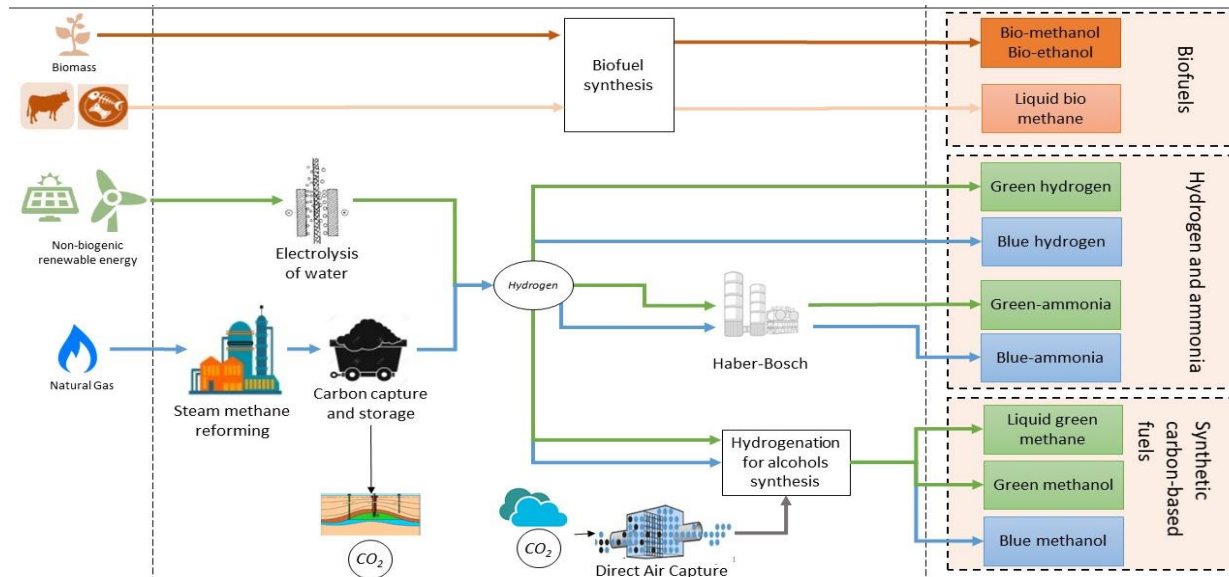 Biomass
Biofuel
synthesis
Bio-methanol
Bio-ethanol
Liquid bio
methane
Biofuels
Non-biogenic
renewable energy
Electrolysis
of water
Green hydrogen
Blue hydrogen
Hydrogen
Green-ammonia
Blue-ammonia
Haber-Bosch
Hydrogen and ammonia
Natural Gas
Steam methane
reforming
Carbon capture
and storage
CO2
CO2
Direct Air Capture
Hydrogenation
for alcohols
synthesis
Liquid green
methane
Green methanol
Blue methanol
Synthetic
carbon-based
fuels